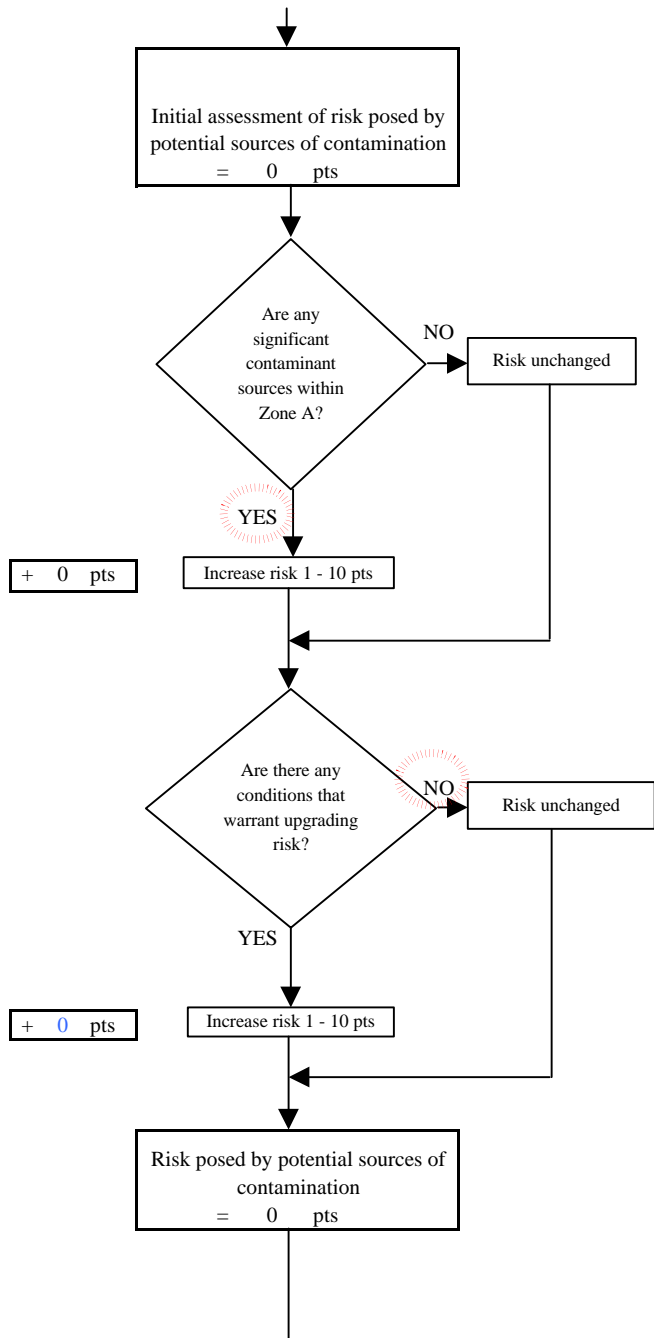 Initial assessment of risk posed by
potential sources of contamination
= 0 pts
Are any
significant
contaminant
sources within
Zone A?
NO
Risk unchanged
YES
+ 0 pts
Increase risk 1 - 10 pts
Are there any
conditions that
warrant upgrading
risk?
NO
Risk unchanged
YES
+ 0 pts
Increase risk 1 - 10 pts
Risk posed by potential sources of
contamination
= 0 pts